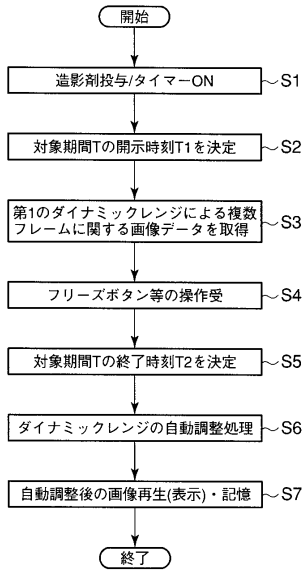 開始
造影剤投与/タイマーON
S1
対象期間Tの開示時刻T1を決定
S2
第1のダイナミックレンジによる複数
フレームに関する画像データを取得
S3
フリーズボタン等の操作受
S4
対象期間Tの終了時刻T2を決定
S5
ダイナミックレンジの自動調整処理
S6
自動調整後の画像再生(表示)・記憶
S7
終了